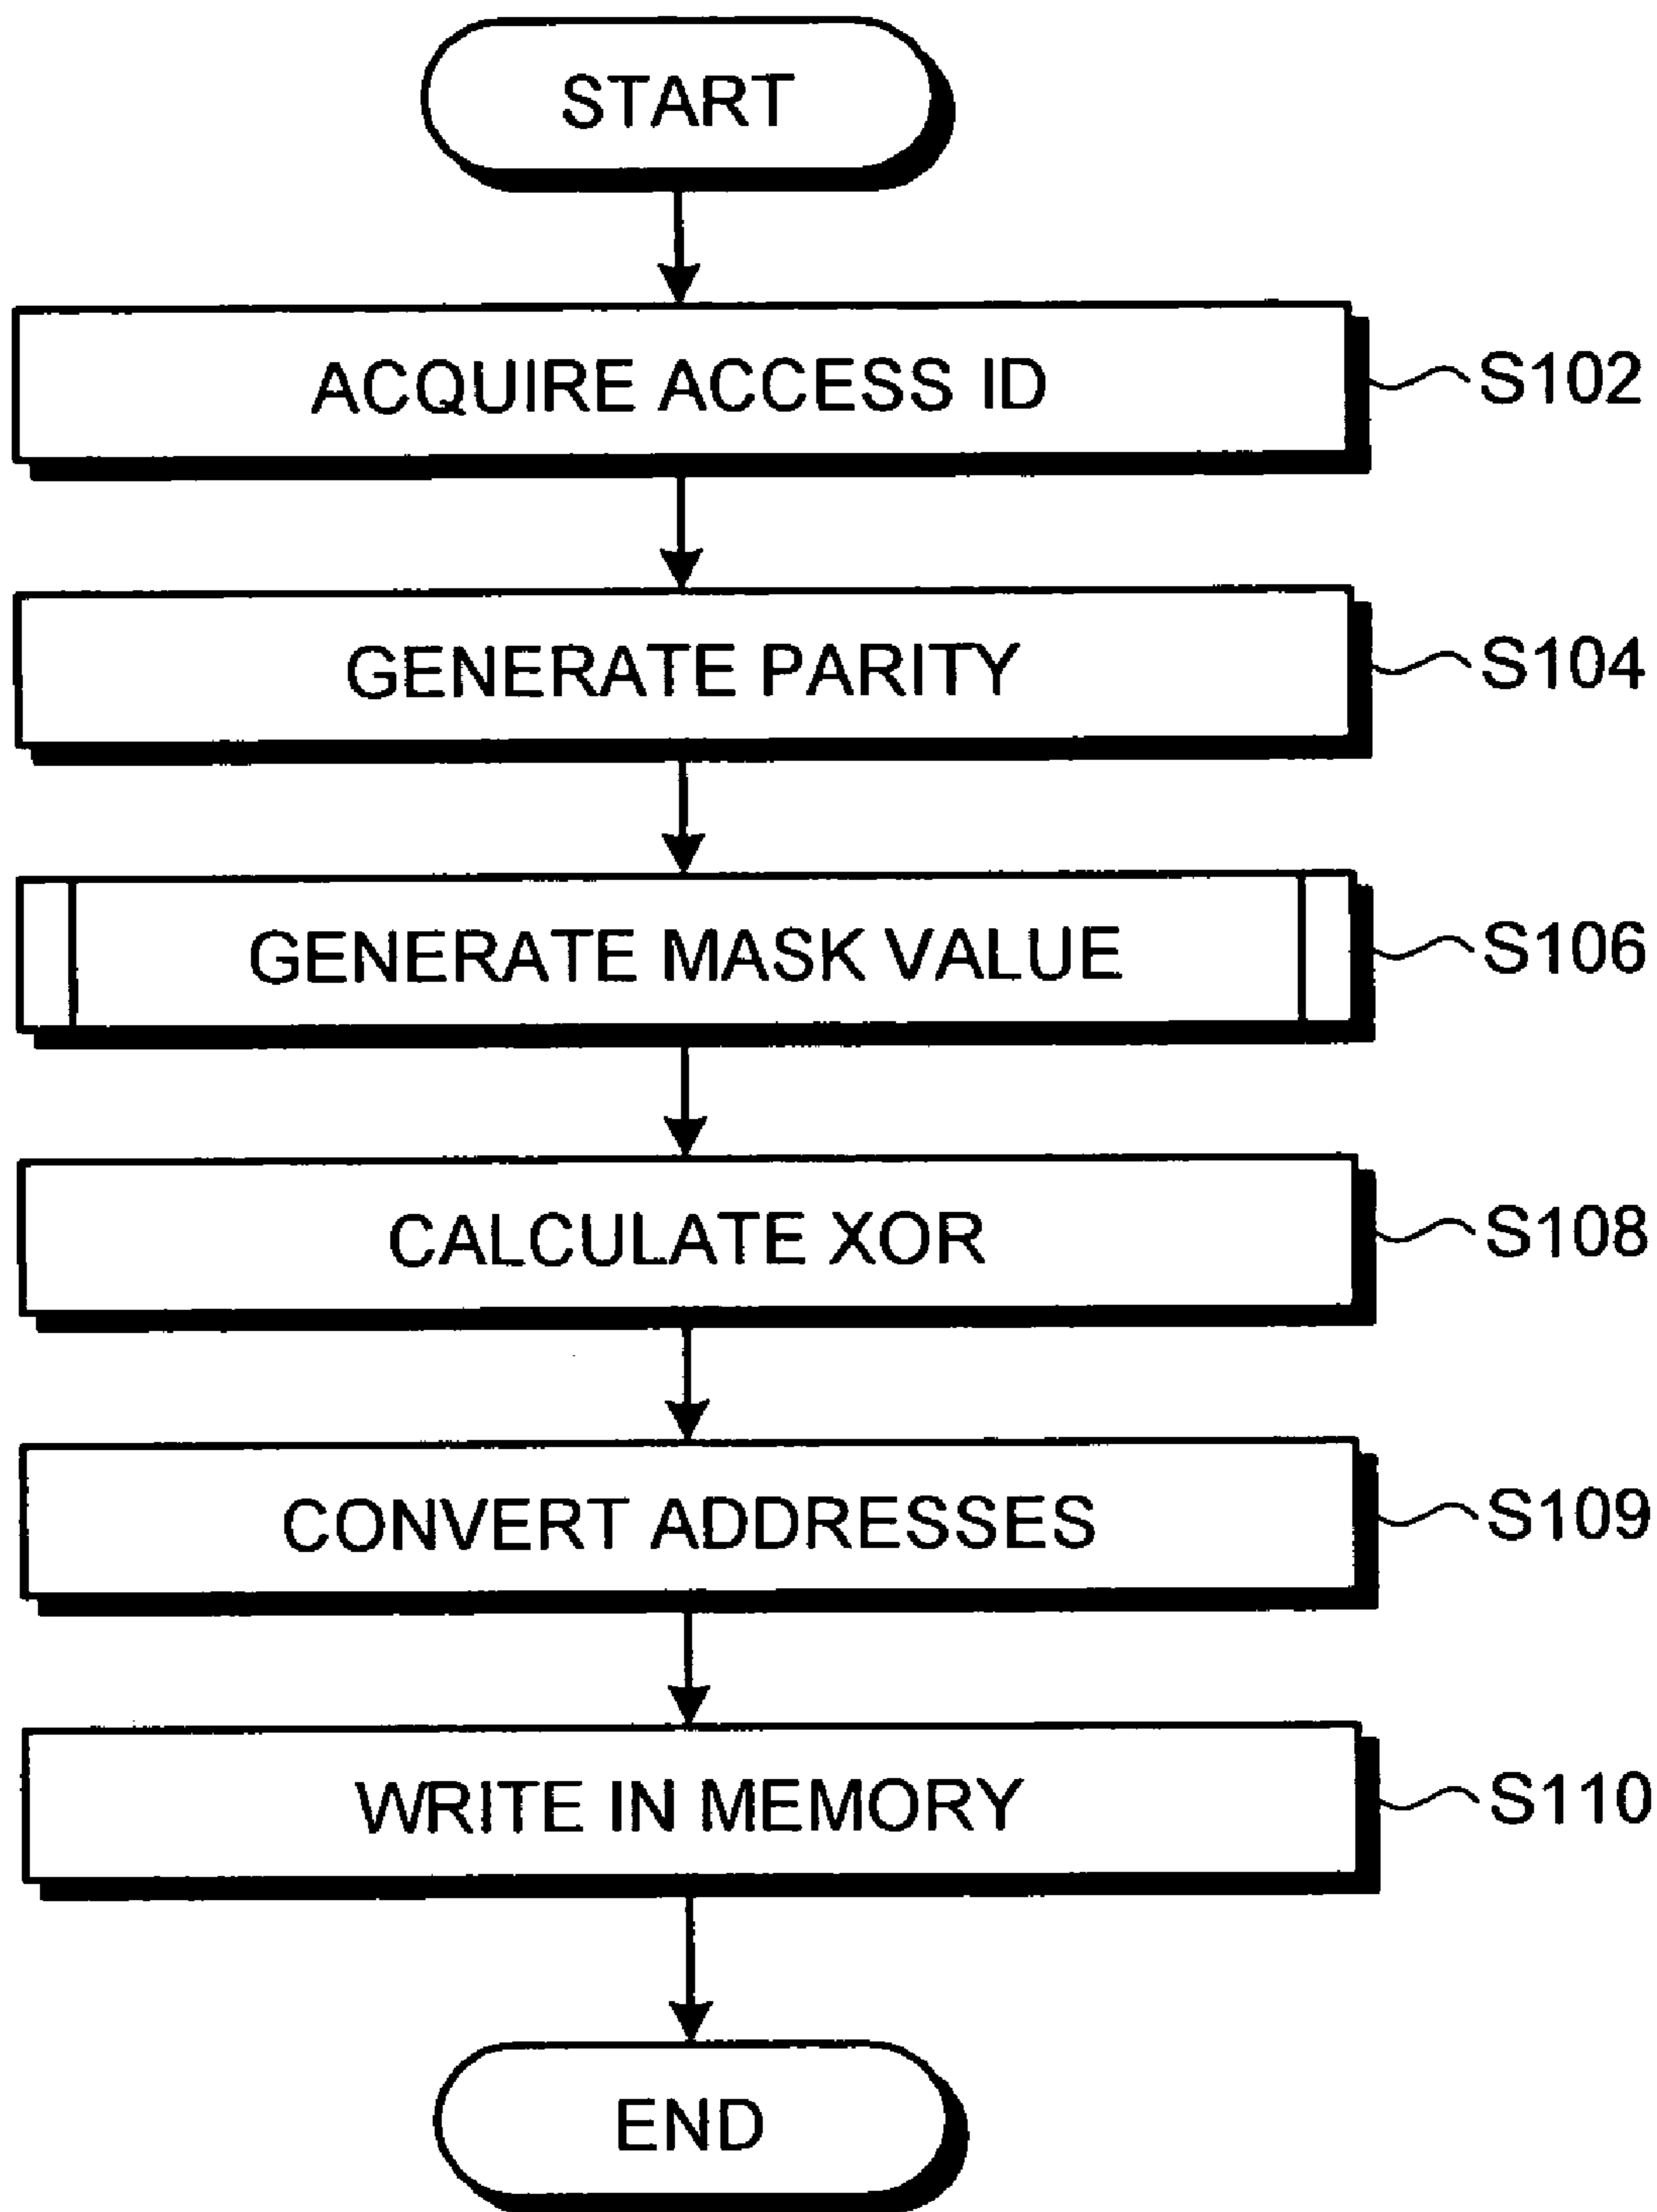 START
ACQUIRE ACCESS ID S102
GENERATE PARITY S104
GENERATE MASK VALUE S106
CALCULATE XOR S108
CONVERT ADDRESSES S109
WRITE IN MEMORY S110
END